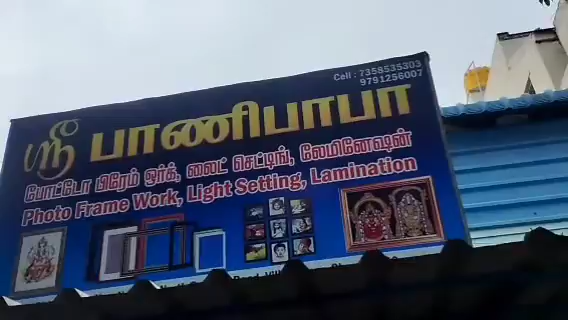 Cell : 7358535303
9791256007
ஸ்ரீ பாணிபாபா
போட்டோ பிரேம் ஒர்க், லைட் செட்டிங், லேமினேஷன்
Photo Frame Work, Light Setting, Lamination